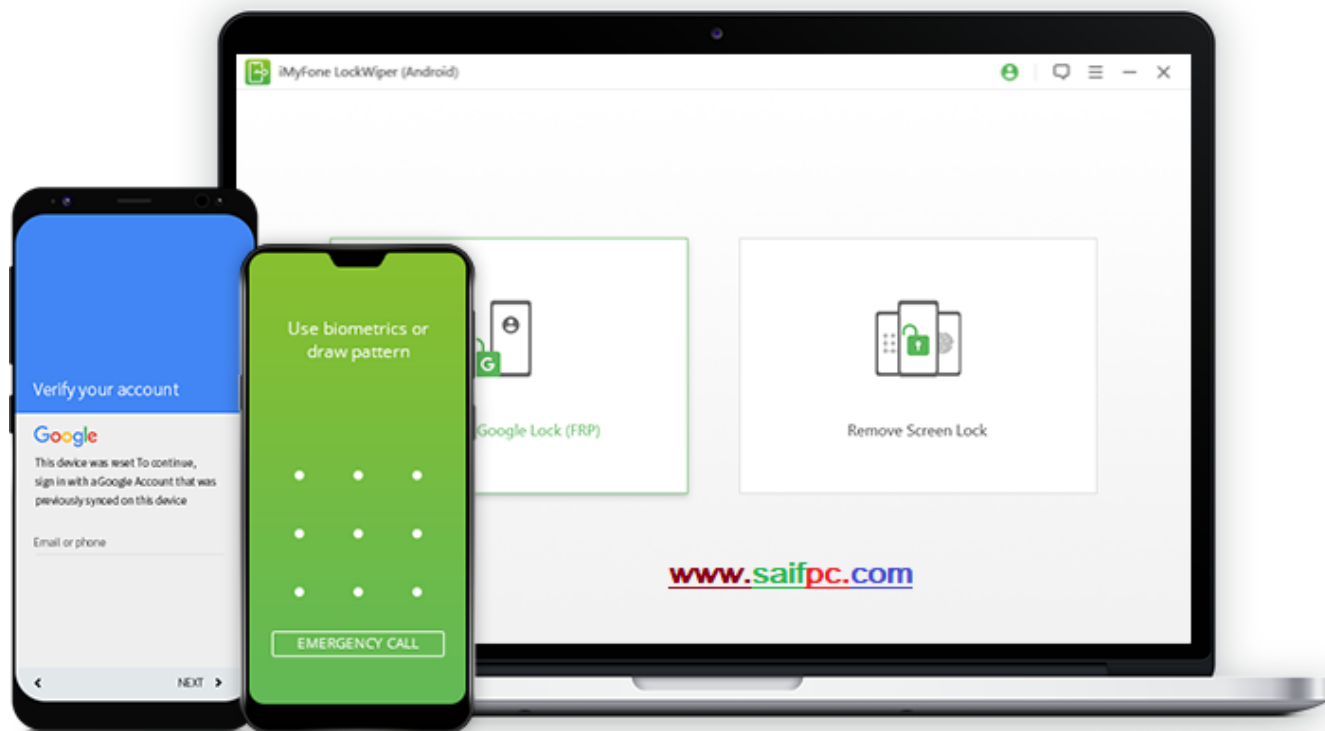 iMyFone LockWiper (Android)
Google Lock (FRP)
Remove Screen Lock
www.saifpc.com
Verify your account
Google
This device was reset To continue,
sign in with a Google Account that was
previously synced on this device
Email or phone
NEXT
Use biometrics or
draw pattern
EMERGENCY CALL
G